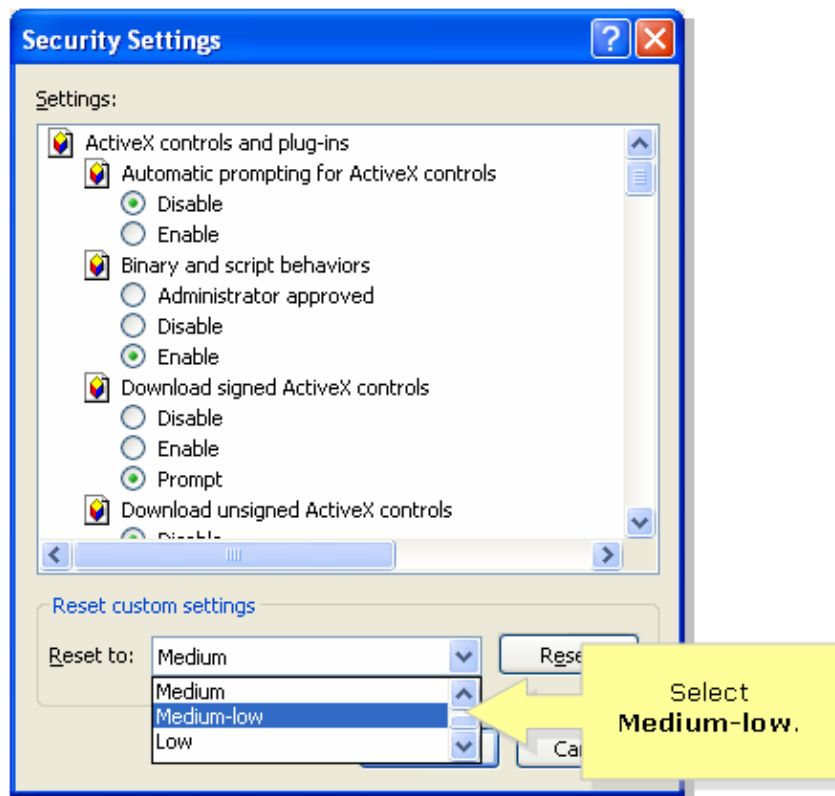 Security Settings
Settings:
ActiveX controls and plug-ins
Automatic prompting for ActiveX controls
Disable
Enable
Binary and script behaviors
Administrator approved
Disable
Enable
Download signed ActiveX controls
Disable
Enable
Prompt
Download unsigned ActiveX controls
Disable
Reset custom settings
Reset to: Medium
Medium
Medium-low
Low
Select
Medium-low.